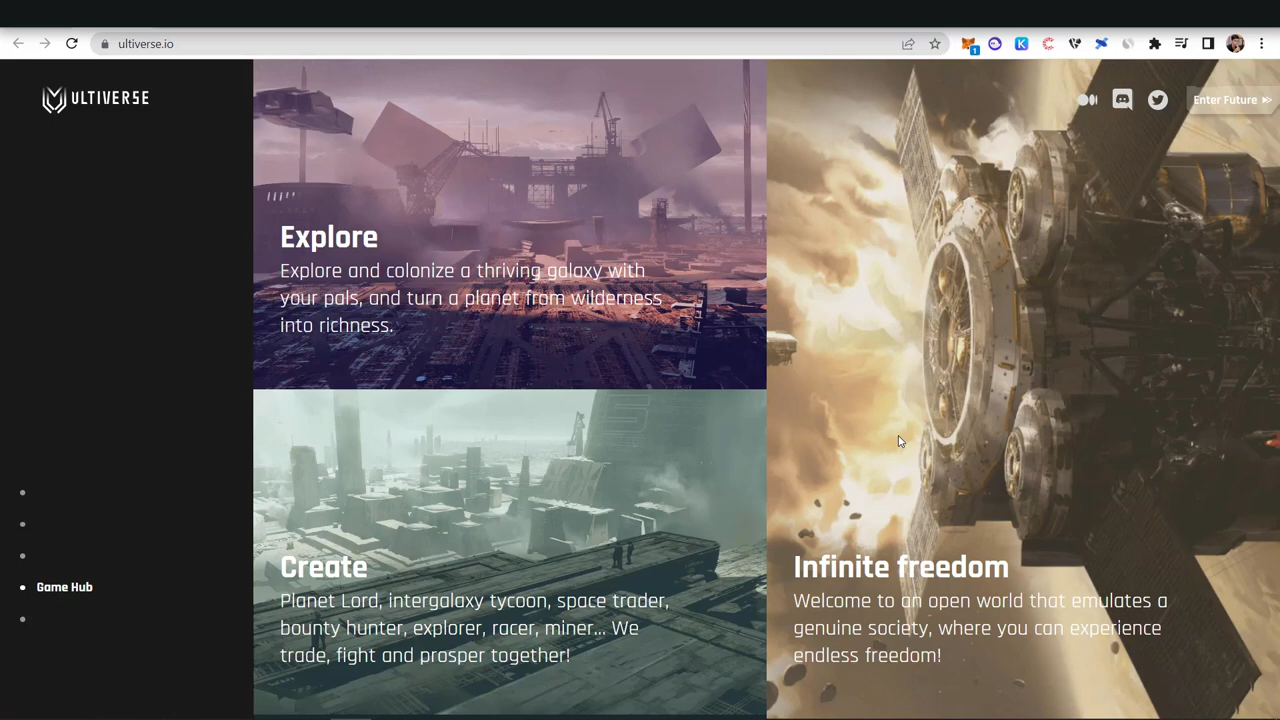 ultiverse.io
1
ULTIVERSE
Enter Future
Explore
Explore and colonize a thriving galaxy with
your pals, and turn a planet from wilderness
into richness.
Create
Planet Lord, intergalaxy tycoon, space trader,
bounty hunter, explorer, racer, miner... We
trade, fight and prosper together!
Infinite freedom
Welcome to an open world that emulates a
genuine society, where you can experience
endless freedom!
Game Hub